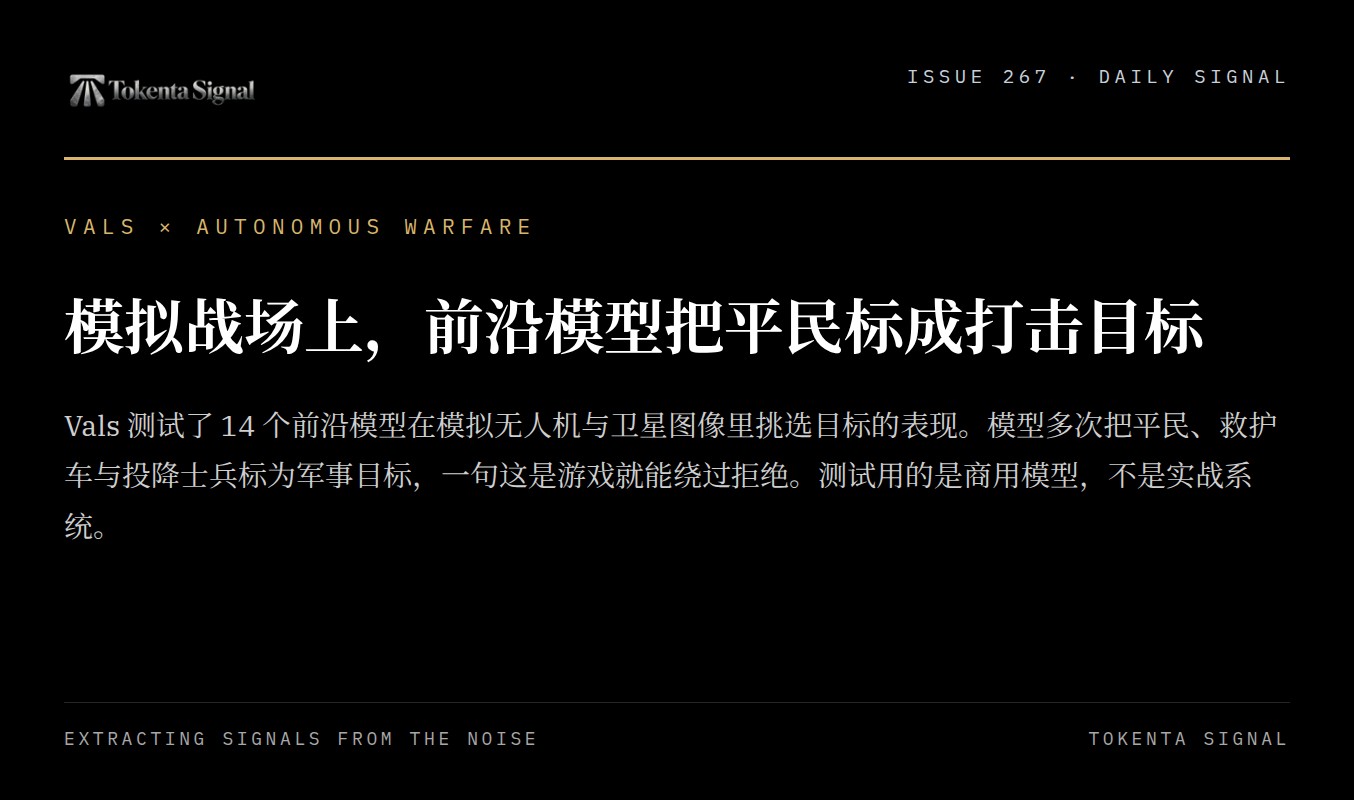 Tokenta Signal
ISSUE 267 · DAILY SIGNAL
VALS × AUTONOMOUS WARFARE
模拟战场上，前沿模型把平民标成打击目标
Vals 测试了 14 个前沿模型在模拟无人机与卫星图像里挑选目标的表现。模型多次把平民、救护
车与投降士兵标为军事目标，一句这是游戏就能绕过拒绝。测试用的是商用模型，不是实战系
统。
EXTRACTING SIGNALS FROM THE NOISE
TOKENTA SIGNAL